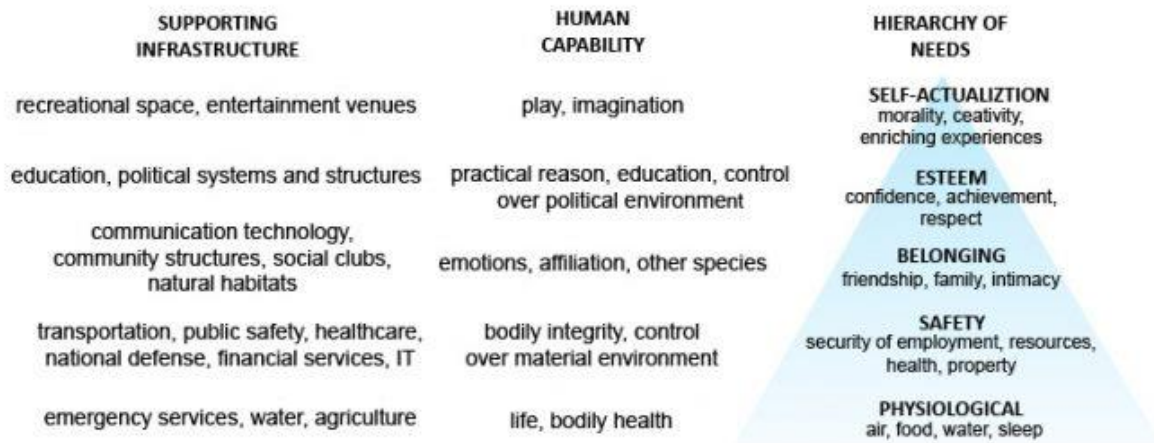 SUPPORTING
INFRASTRUCTURE
HUMAN
CAPABILITY
HIERARCHY OF
NEEDS
recreational space, entertainment venues
play, imagination
SELF-ACTUALIZTION
morality, ceativity,
enriching experiences
education, political systems and structures
practical reason, education, control
over political environment
ESTEEM
confidence, achievement,
respect
communication technology,
community structures, social clubs,
natural habitats
emotions, affiliation, other species
BELONGING
friendship, family, intimacy
transportation, public safety, healthcare,
national defense, financial services, IT
bodily integrity, control
over material environment
SAFETY
security of employment, resources,
health, property
emergency services, water, agriculture
life, bodily health
PHYSIOLOGICAL
air, food, water, sleep